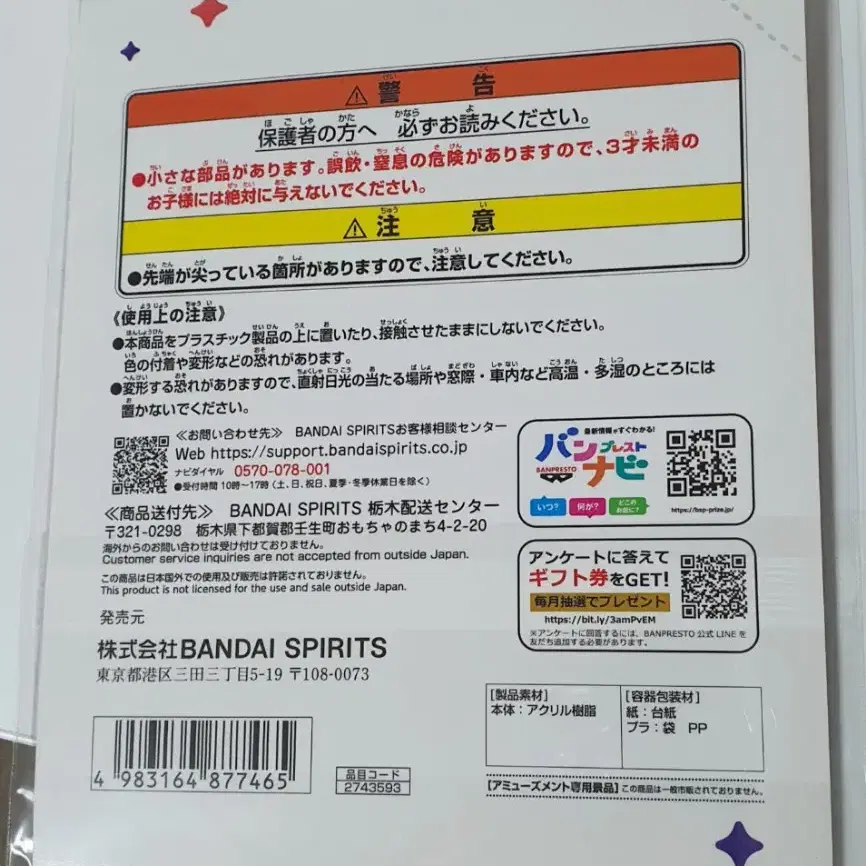 ⚠警告
保護者の方へ 必ずお読みください。
●小さな部品があります。誤飲・窒息の危険がありますので、3才未満の
お子様には絶対に与えないでください。
⚠注意
●先端が尖っている箇所がありますので、注意してください。
《使用上の注意》
●本商品をプラスチック製品の上に置いたり、接触させたままにしないでください。
色の付着や変形などの恐れがあります。
●変形する恐れがありますので、直射日光の当たる場所や窓際・車内など高温・多湿のところには
置かないでください。
≪お問い合わせ先≫ BANDAI SPIRITSお客様相談センター
Web https://support.bandaispirits.co.jp
ナビダイヤル 0570-078-001
●受付時間 10時～17時(土、日、祝日、夏季・冬季休業日を除く)
≪商品送付先≫ BANDAI SPIRITS 栃木配送センター
〒321-0298 栃木県下都賀郡壬生町おもちゃのまち4-2-20
海外からのお問い合わせは受け付けておりません。
Customer service inquiries are not accepted from outside Japan.
この商品は日本国外での使用及び販売は許諾されておりません。
This product is not licensed for the use and sale outside Japan.
最新情報がすぐわかる!
バンプレスト
BANPRESTO
ナビ
いつ? 何が? どこのお店に?
https://bsp-prize.jp/
アンケートに答えて
ギフト券をGET!
毎月抽選でプレゼント
https://bit.ly/3amPvEM
※アンケートに回答するには、BANPRESTO 公式 LINE を
友だち追加する必要があります。
発売元
株式会社BANDAI SPIRITS
東京都港区三田三丁目5-19 〒108-0073
4 983164 877465
品目コード
2743593
[製品素材]
本体:アクリル樹脂
[容器包装材]
紙:台紙
プラ:袋 PP
[アミューズメント専用景品] この商品は一般市販されておりません。